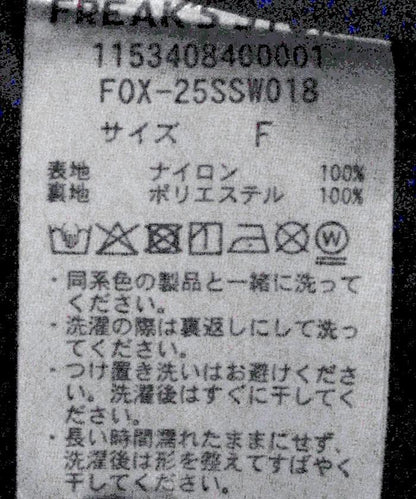 FREAK'S
1153408400001
FOX-25SSW018
サイズ F
表地 ナイロン 100%
裏地 ポリエステル 100%
W
・同系色の製品と一緒に洗って
ください。
・洗濯の際は裏返しにして洗っ
てください。
・つけ置き洗いはお避けくださ
い。洗濯後はすぐに干してく
ださい。
・長い時間濡れたままにせず、
洗濯後は形を整えてすばやく
干してください。